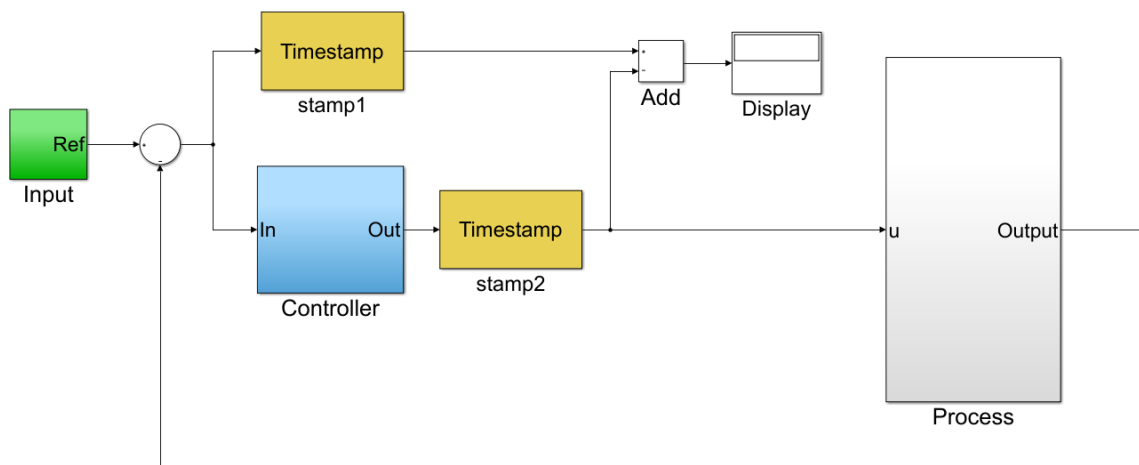 Timestamp
stamp1
+
-
Add
Display
Ref
Input
+
-
In
Out
Controller
Timestamp
stamp2
u
Output
Process